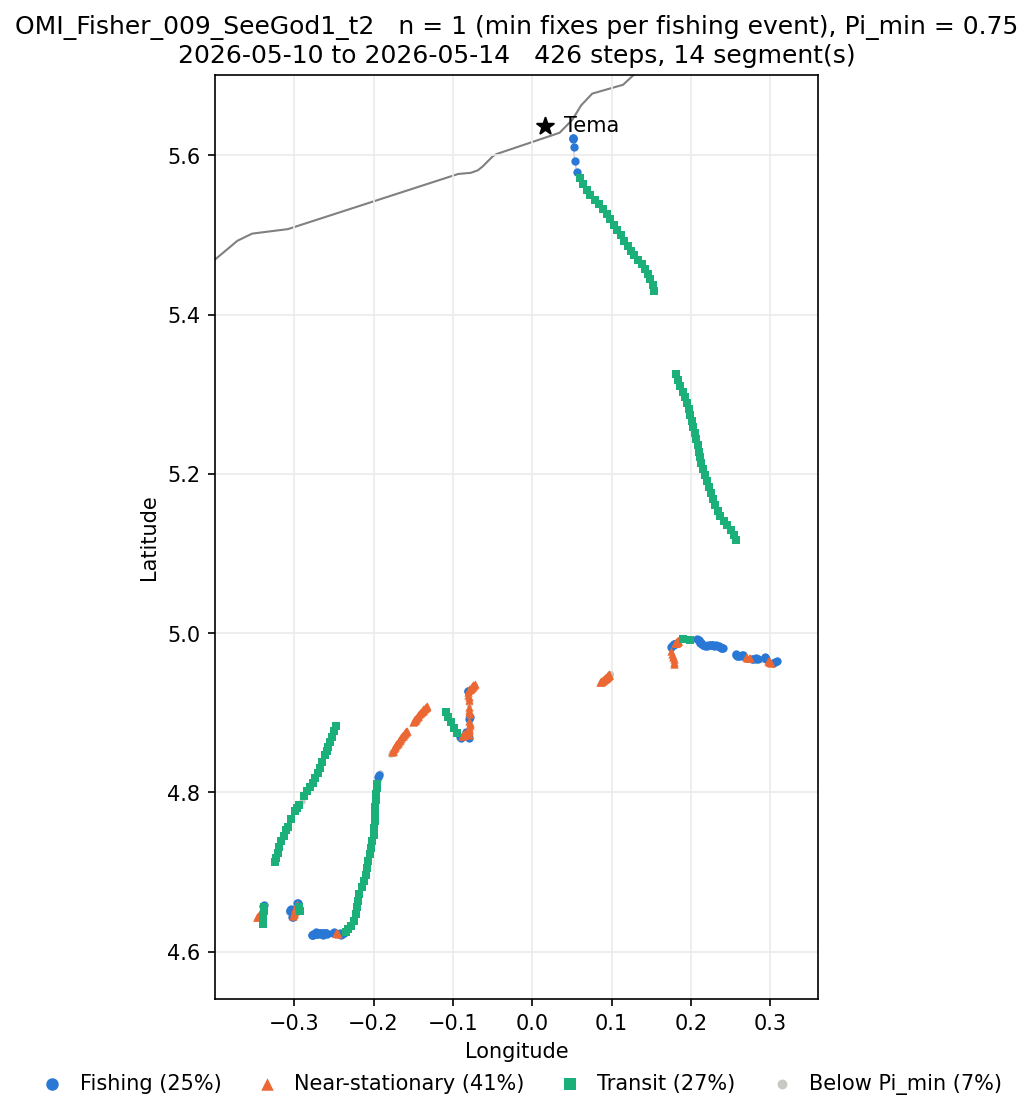 OMI_Fisher_009_SeeGod1_t2   n = 1 (min fixes per fishing event), Pi_min = 0.75
2026-05-10 to 2026-05-14   426 steps, 14 segment(s)
Tema
5.6
5.4
5.2
5.0
4.8
4.6
Latitude
−0.3 −0.2 −0.1 0.0 0.1 0.2 0.3
Longitude
Fishing (25%) Near-stationary (41%) Transit (27%) Below Pi_min (7%)